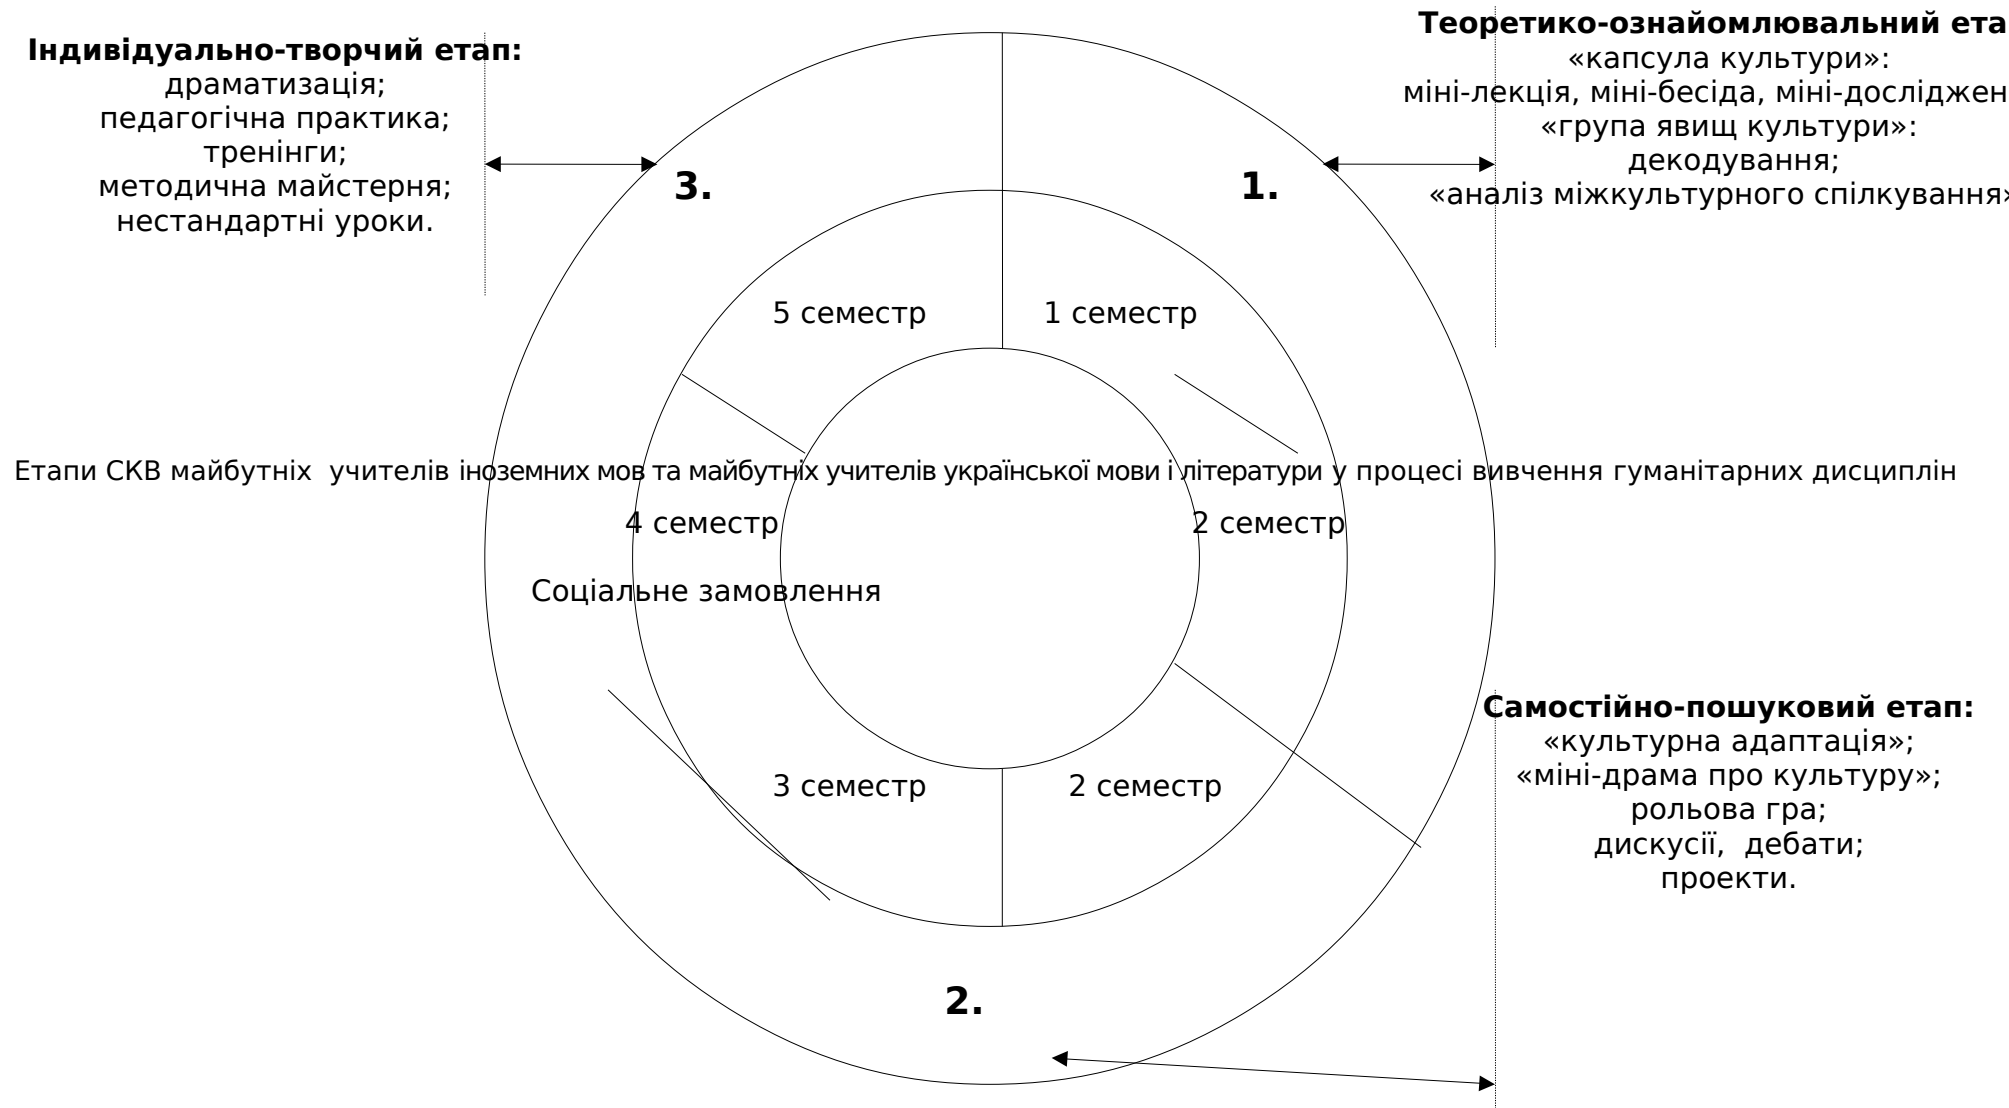 Індивідуально-творчий етап:
драматизація;
педагогічна практика;
тренінги;
методична майстерня;
нестандартні уроки.
Теоретико-ознайомлювальний ета
«капсула культури»:
міні-лекція, міні-бесіда, міні-досліджен
«група явищ культури»:
декодування;
«аналіз міжкультурного спілкування»
3.
1.
5 семестр
1 семестр
Етапи СКВ майбутніх учителів іноземних мов та майбутніх учителів української мови і літератури у процесі вивчення гуманітарних дисциплін
4 семестр
2 семестр
Соціальне замовлення
Самостійно-пошуковий етап:
«культурна адаптація»;
«міні-драма про культуру»;
рольова гра;
дискусії, дебати;
проекти.
3 семестр
2 семестр
2.